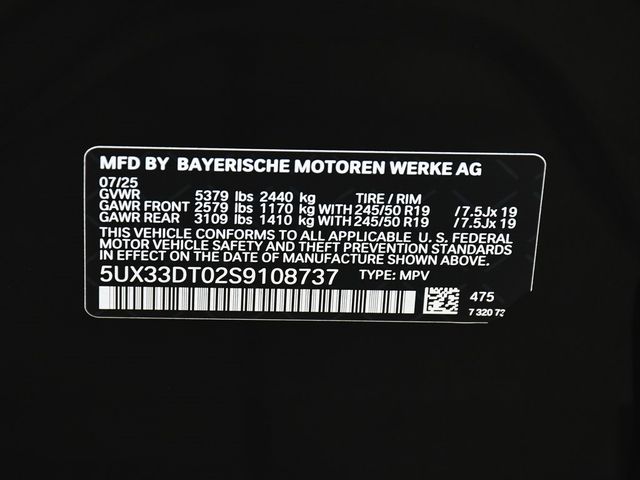 MFD BY BAYERISCHE MOTOREN WERKE AG
07/25
GVWR 5379 lbs 2440 kg TIRE / RIM
GAWR FRONT 2579 lbs 1170 kg WITH 245/50 R19 / 7.5Jx 19
GAWR REAR 3109 lbs 1410 kg WITH 245/50 R19 / 7.5Jx 19
THIS VEHICLE CONFORMS TO ALL APPLICABLE U. S. FEDERAL
MOTOR VEHICLE SAFETY AND THEFT PREVENTION STANDARDS
IN EFFECT ON THE DATE OF MANUFACTURE SHOWN ABOVE.
5UX33DT02S9108737 TYPE: MPV
475
7 320